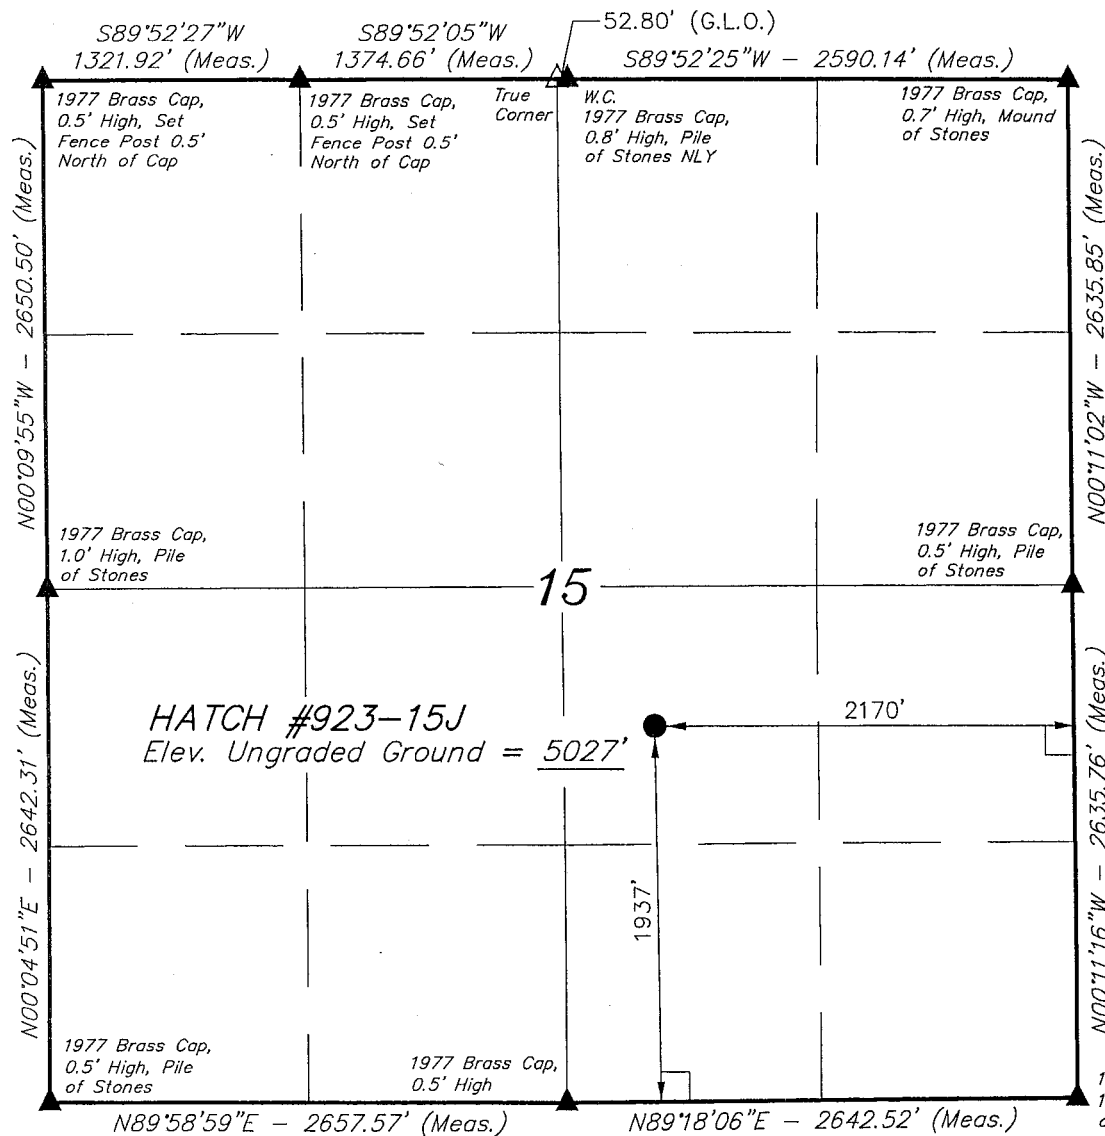 S89°52'27"W
1321.92' (Meas.)
S89°52'05"W
1374.66' (Meas.)
52.80' (G.L.O.)
S89°52'25"W – 2590.14' (Meas.)
1977 Brass Cap,
0.5' High, Set
Fence Post 0.5'
North of Cap
1977 Brass Cap,
0.5' High, Set
Fence Post 0.5'
North of Cap
True
Corner
W.C.
1977 Brass Cap,
0.8' High, Pile
of Stones NLY
1977 Brass Cap,
0.7' High, Mound
of Stones
N00°09'55"W – 2650.50' (Meas.)
N00°11'02"W – 2635.85' (Meas.)
1977 Brass Cap,
1.0' High, Pile
of Stones
1977 Brass Cap,
0.5' High, Pile
of Stones
15
HATCH #923–15J
Elev. Ungraded Ground = 5027'
2170'
1937'
N00°04'51"E – 2642.31' (Meas.)
N00°11'16"W – 2635.76' (Meas.)
1977 Brass Cap,
0.5' High, Pile
of Stones
1977 Brass Cap,
0.5' High
N89°58'59"E – 2657.57' (Meas.)
N89°18'06"E – 2642.52' (Meas.)